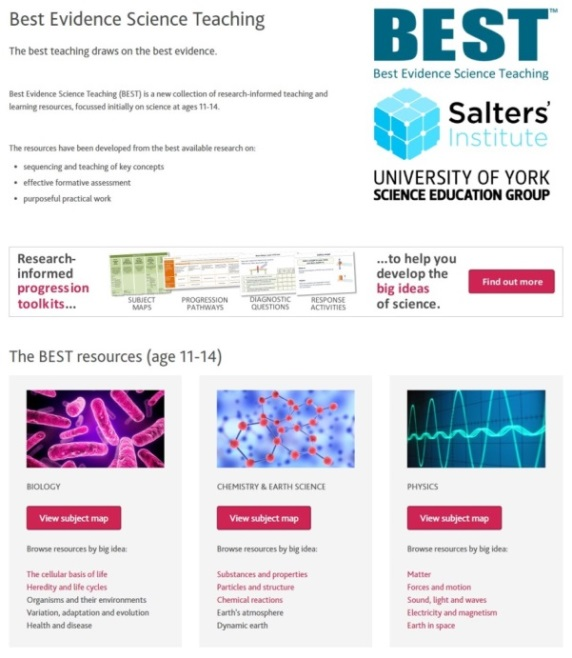 Best Evidence Science Teaching
The best teaching draws on the best evidence.
Best Evidence Science Teaching (BEST) is a new collection of research-informed teaching and
learning resources, focussed initially on science at ages 11-14.
The resources have been developed from the best available research on:
• sequencing and teaching of key concepts
• effective formative assessment
• purposeful practical work
BEST™
Best Evidence Science Teaching
Salters'
Institute
UNIVERSITY OF YORK
SCIENCE EDUCATION GROUP
Research-
informed
progression
toolkits...
SUBJECT
MAPS
PROGRESSION
PATHWAYS
DIAGNOSTIC
QUESTIONS
RESPONSE
ACTIVITIES
...to help you
develop the
big ideas
of science.
Find out more
The BEST resources (age 11-14)
BIOLOGY
View subject map
Browse resources by big idea:
The cellular basis of life
Heredity and life cycles
Organisms and their environments
Variation, adaptation and evolution
Health and disease
CHEMISTRY & EARTH SCIENCE
View subject map
Browse resources by big idea:
Substances and properties
Particles and structure
Chemical reactions
Earth's atmosphere
Dynamic earth
PHYSICS
View subject map
Browse resources by big idea:
Matter
Forces and motion
Sound, light and waves
Electricity and magnetism
Earth in space